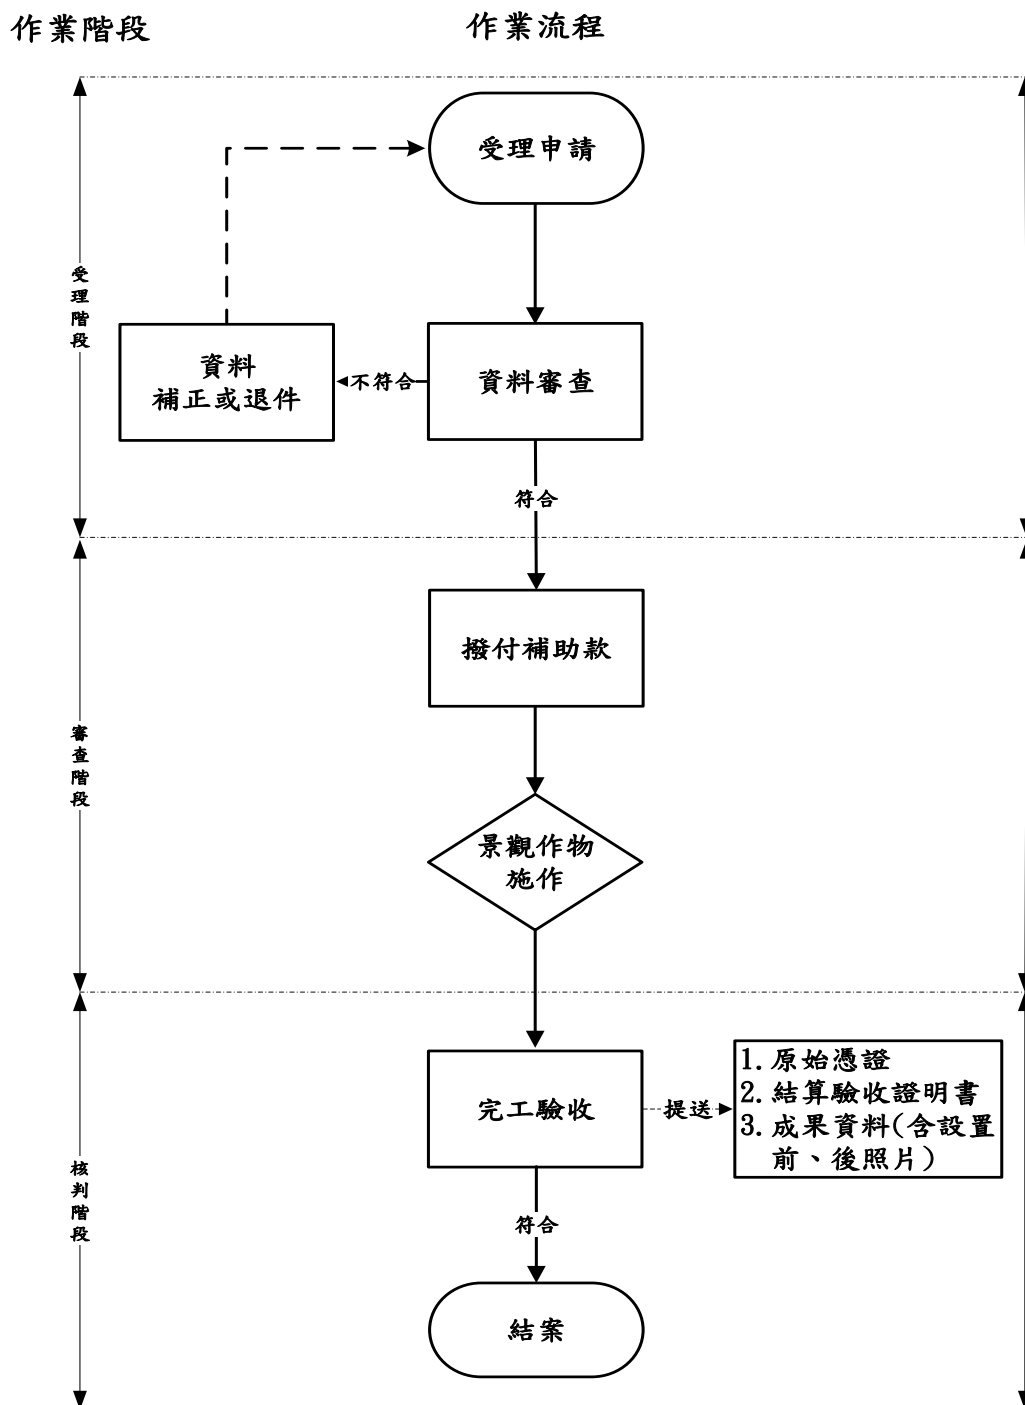 作業階段
作業流程
受理階段
受理申請
資料
補正或退件
不符合
資料審查
符合
審查階段
撥付補助款
景觀作物
施作
核判階段
完工驗收
提送
1. 原始憑證
2. 結算驗收證明書
3. 成果資料(含設置
前、後照片)
符合
結案